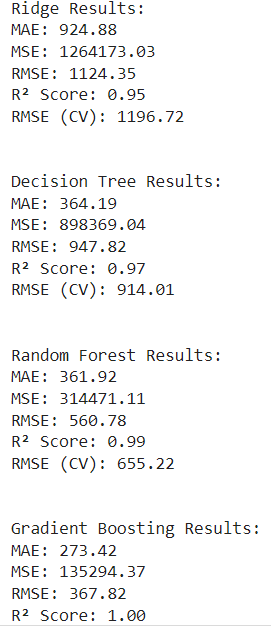 Ridge Results:
MAE: 924.88
MSE: 1264173.03
RMSE: 1124.35
R² Score: 0.95
RMSE (CV): 1196.72
Decision Tree Results:
MAE: 364.19
MSE: 898369.04
RMSE: 947.82
R² Score: 0.97
RMSE (CV): 914.01
Random Forest Results:
MAE: 361.92
MSE: 314471.11
RMSE: 560.78
R² Score: 0.99
RMSE (CV): 655.22
Gradient Boosting Results:
MAE: 273.42
MSE: 135294.37
RMSE: 367.82
R² Score: 1.00